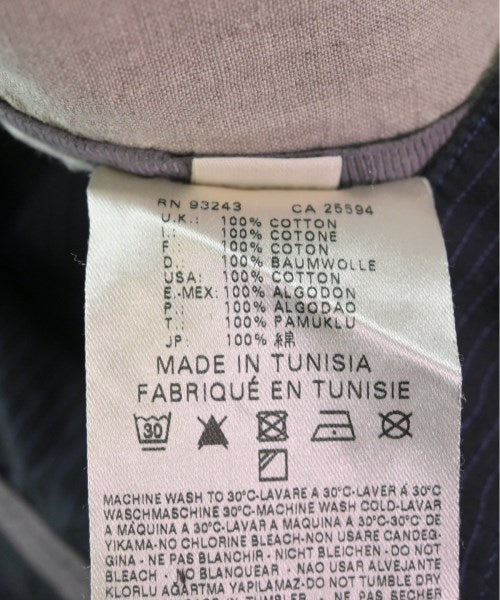 RN 93243 CA 25594
U.K.: 100% COTTON
I.: 100% COTONE
F.: 100% COTON
D.: 100% BAUMWOLLE
USA: 100% COTTON
E.-MEX: 100% ALGODON
P.: 100% ALGODAO
T.: 100% PAMUKLU
JP: 100% 綿
MADE IN TUNISIA
FABRIQUÉ EN TUNISIE
30
MACHINE WASH TO 30°C-LAVARE A 30°C-LAVER Á 30°C
WASCHMASCHINE 30°C-MACHINE WASH COLD-LAVAR
A MÁQUINA A 30°C-LAVAR A MAQUINA A 30°C-30°C DE
YIKAMA-NO CHLORINE BLEACH-NON USARE CANDEG-
GINA - NE PAS BLANCHIR - NICHT BLEICHEN - DO NOT
BLEACH - NO BLANQUEAR - NÃO USAR ALVEJANTE
KLORLU AĞARTMA YAPILAMAZ-DO NOT TUMBLE DRY